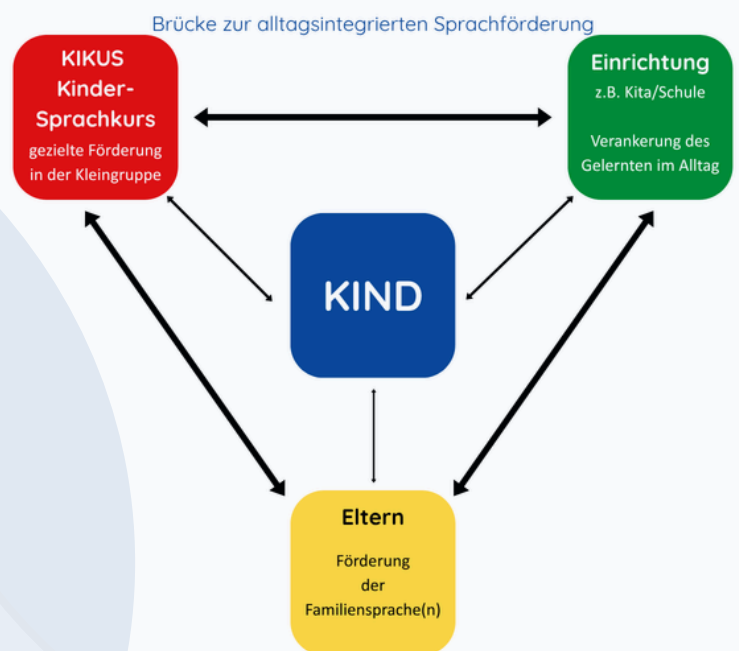 Brücke zur alltagsintegrierten Sprachförderung
KIKUS
Kinder-
Sprachkurs
gezielte Förderung
in der Kleingruppe
Einrichtung
z.B. Kita/Schule
Verankerung des
Gelernten im Alltag
KIND
Eltern
Förderung
der
Familiensprache(n)